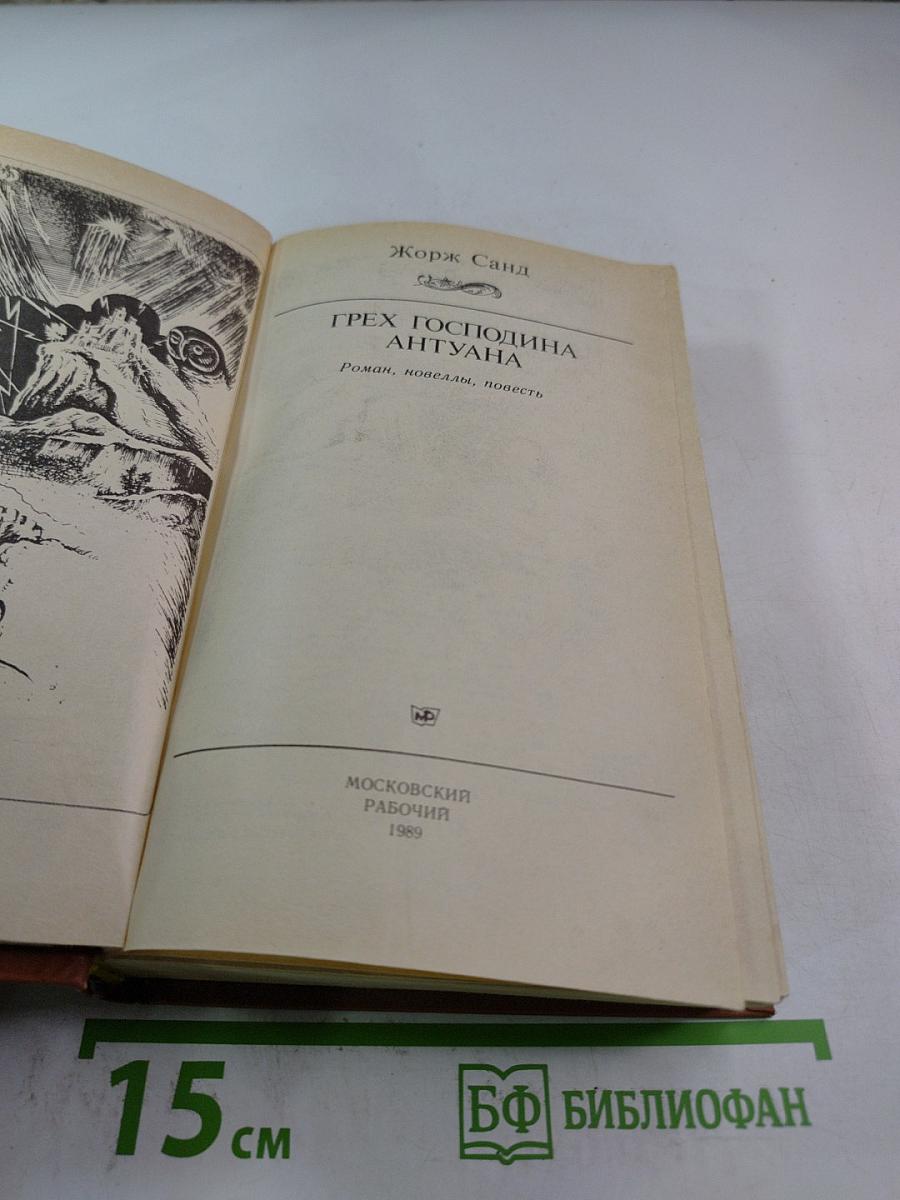 Жорж Санд
ГРЕХ ГОСПОДИНА
АНТУАНА
Роман, новеллы, повесть
МР
МОСКОВСКИЙ
РАБОЧИЙ
1989
15 см
БФ БИБЛИОФАН